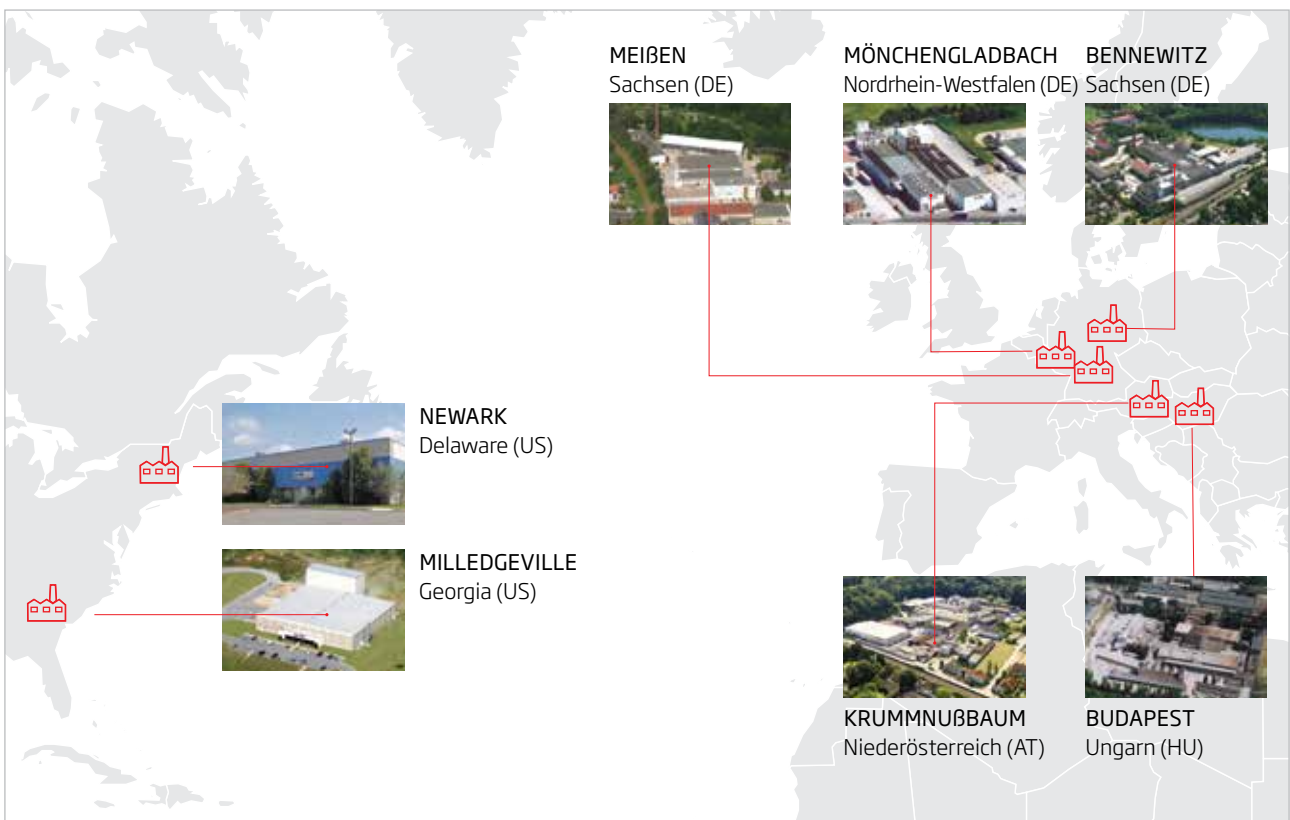 MEIßEN
Sachsen (DE)
MÖNCHENGLADBACH
Nordrhein-Westfalen (DE)
BENNEWITZ
Sachsen (DE)
NEWARK
Delaware (US)
MILLEDGEVILLE
Georgia (US)
KRUMMNUßBAUM
Niederösterreich (AT)
BUDAPEST
Ungarn (HU)